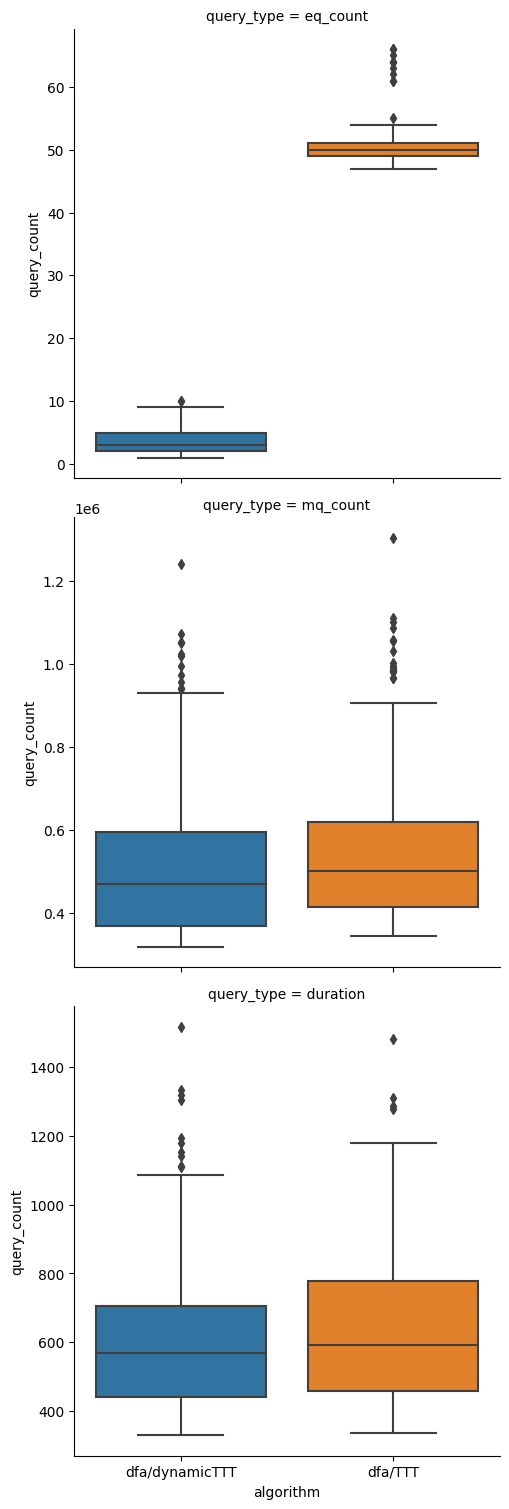 query_type = eq_count
60
50
40
30
20
10
0
query_count
query_type = mq_count
1e6
1.2
1.0
0.8
0.6
0.4
query_count
query_type = duration
1400
1200
1000
800
600
400
query_count
dfa/dynamicTTT dfa/TTT
algorithm